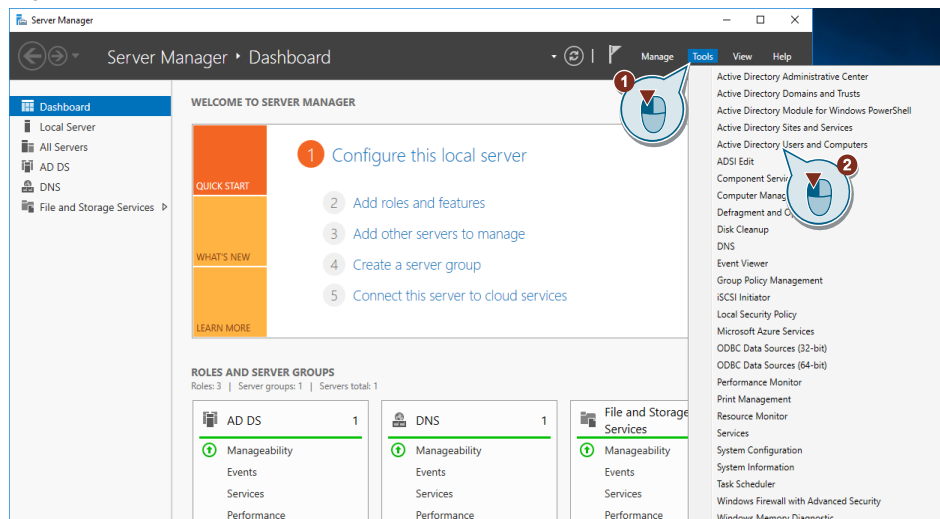 Server Manager
Server Manager • Dashboard
Manage Tools View Help
1
Dashboard
Local Server
All Servers
AD DS
DNS
File and Storage Services
WELCOME TO SERVER MANAGER
QUICK START
WHAT'S NEW
LEARN MORE
1 Configure this local server
2 Add roles and features
3 Add other servers to manage
4 Create a server group
5 Connect this server to cloud services
ROLES AND SERVER GROUPS
Roles: 3 | Server groups: 1 | Servers total: 1
AD DS 1
Manageability
Events
Services
Performance
DNS 1
Manageability
Events
Services
Performance
File and Storage
Services
Manageability
Events
Services
Performance
Active Directory Administrative Center
Active Directory Domains and Trusts
Active Directory Module for Windows PowerShell
Active Directory Sites and Services
Active Directory Users and Computers
2
ADSI Edit
Component Servic
Computer Manag
Defragment and O
Disk Cleanup
DNS
Event Viewer
Group Policy Management
iSCSI Initiator
Local Security Policy
Microsoft Azure Services
ODBC Data Sources (32-bit)
ODBC Data Sources (64-bit)
Performance Monitor
Print Management
Resource Monitor
Services
System Configuration
System Information
Task Scheduler
Windows Firewall with Advanced Security
Windows Memory Diagnostic